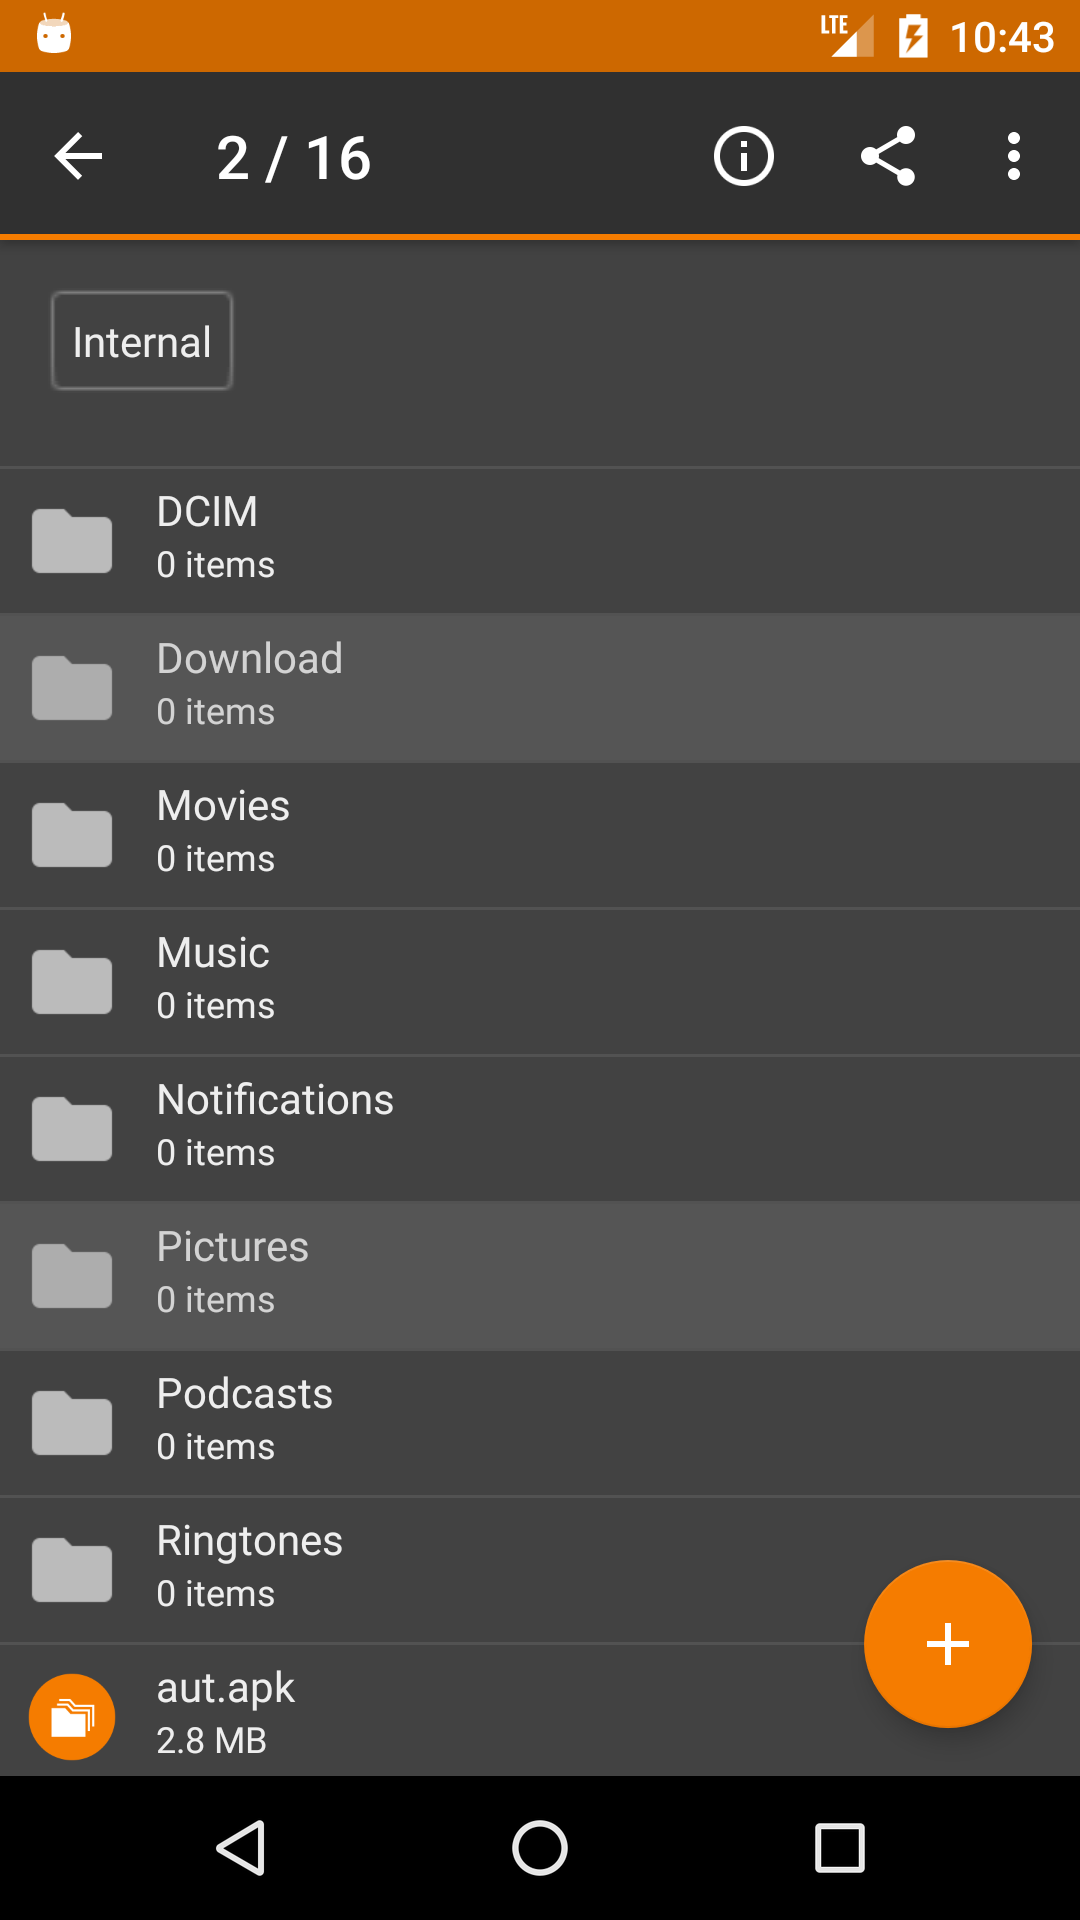 LTE 10:43
2 / 16
Internal
DCIM
0 items
Download
0 items
Movies
0 items
Music
0 items
Notifications
0 items
Pictures
0 items
Podcasts
0 items
Ringtones
0 items
aut.apk
2.8 MB